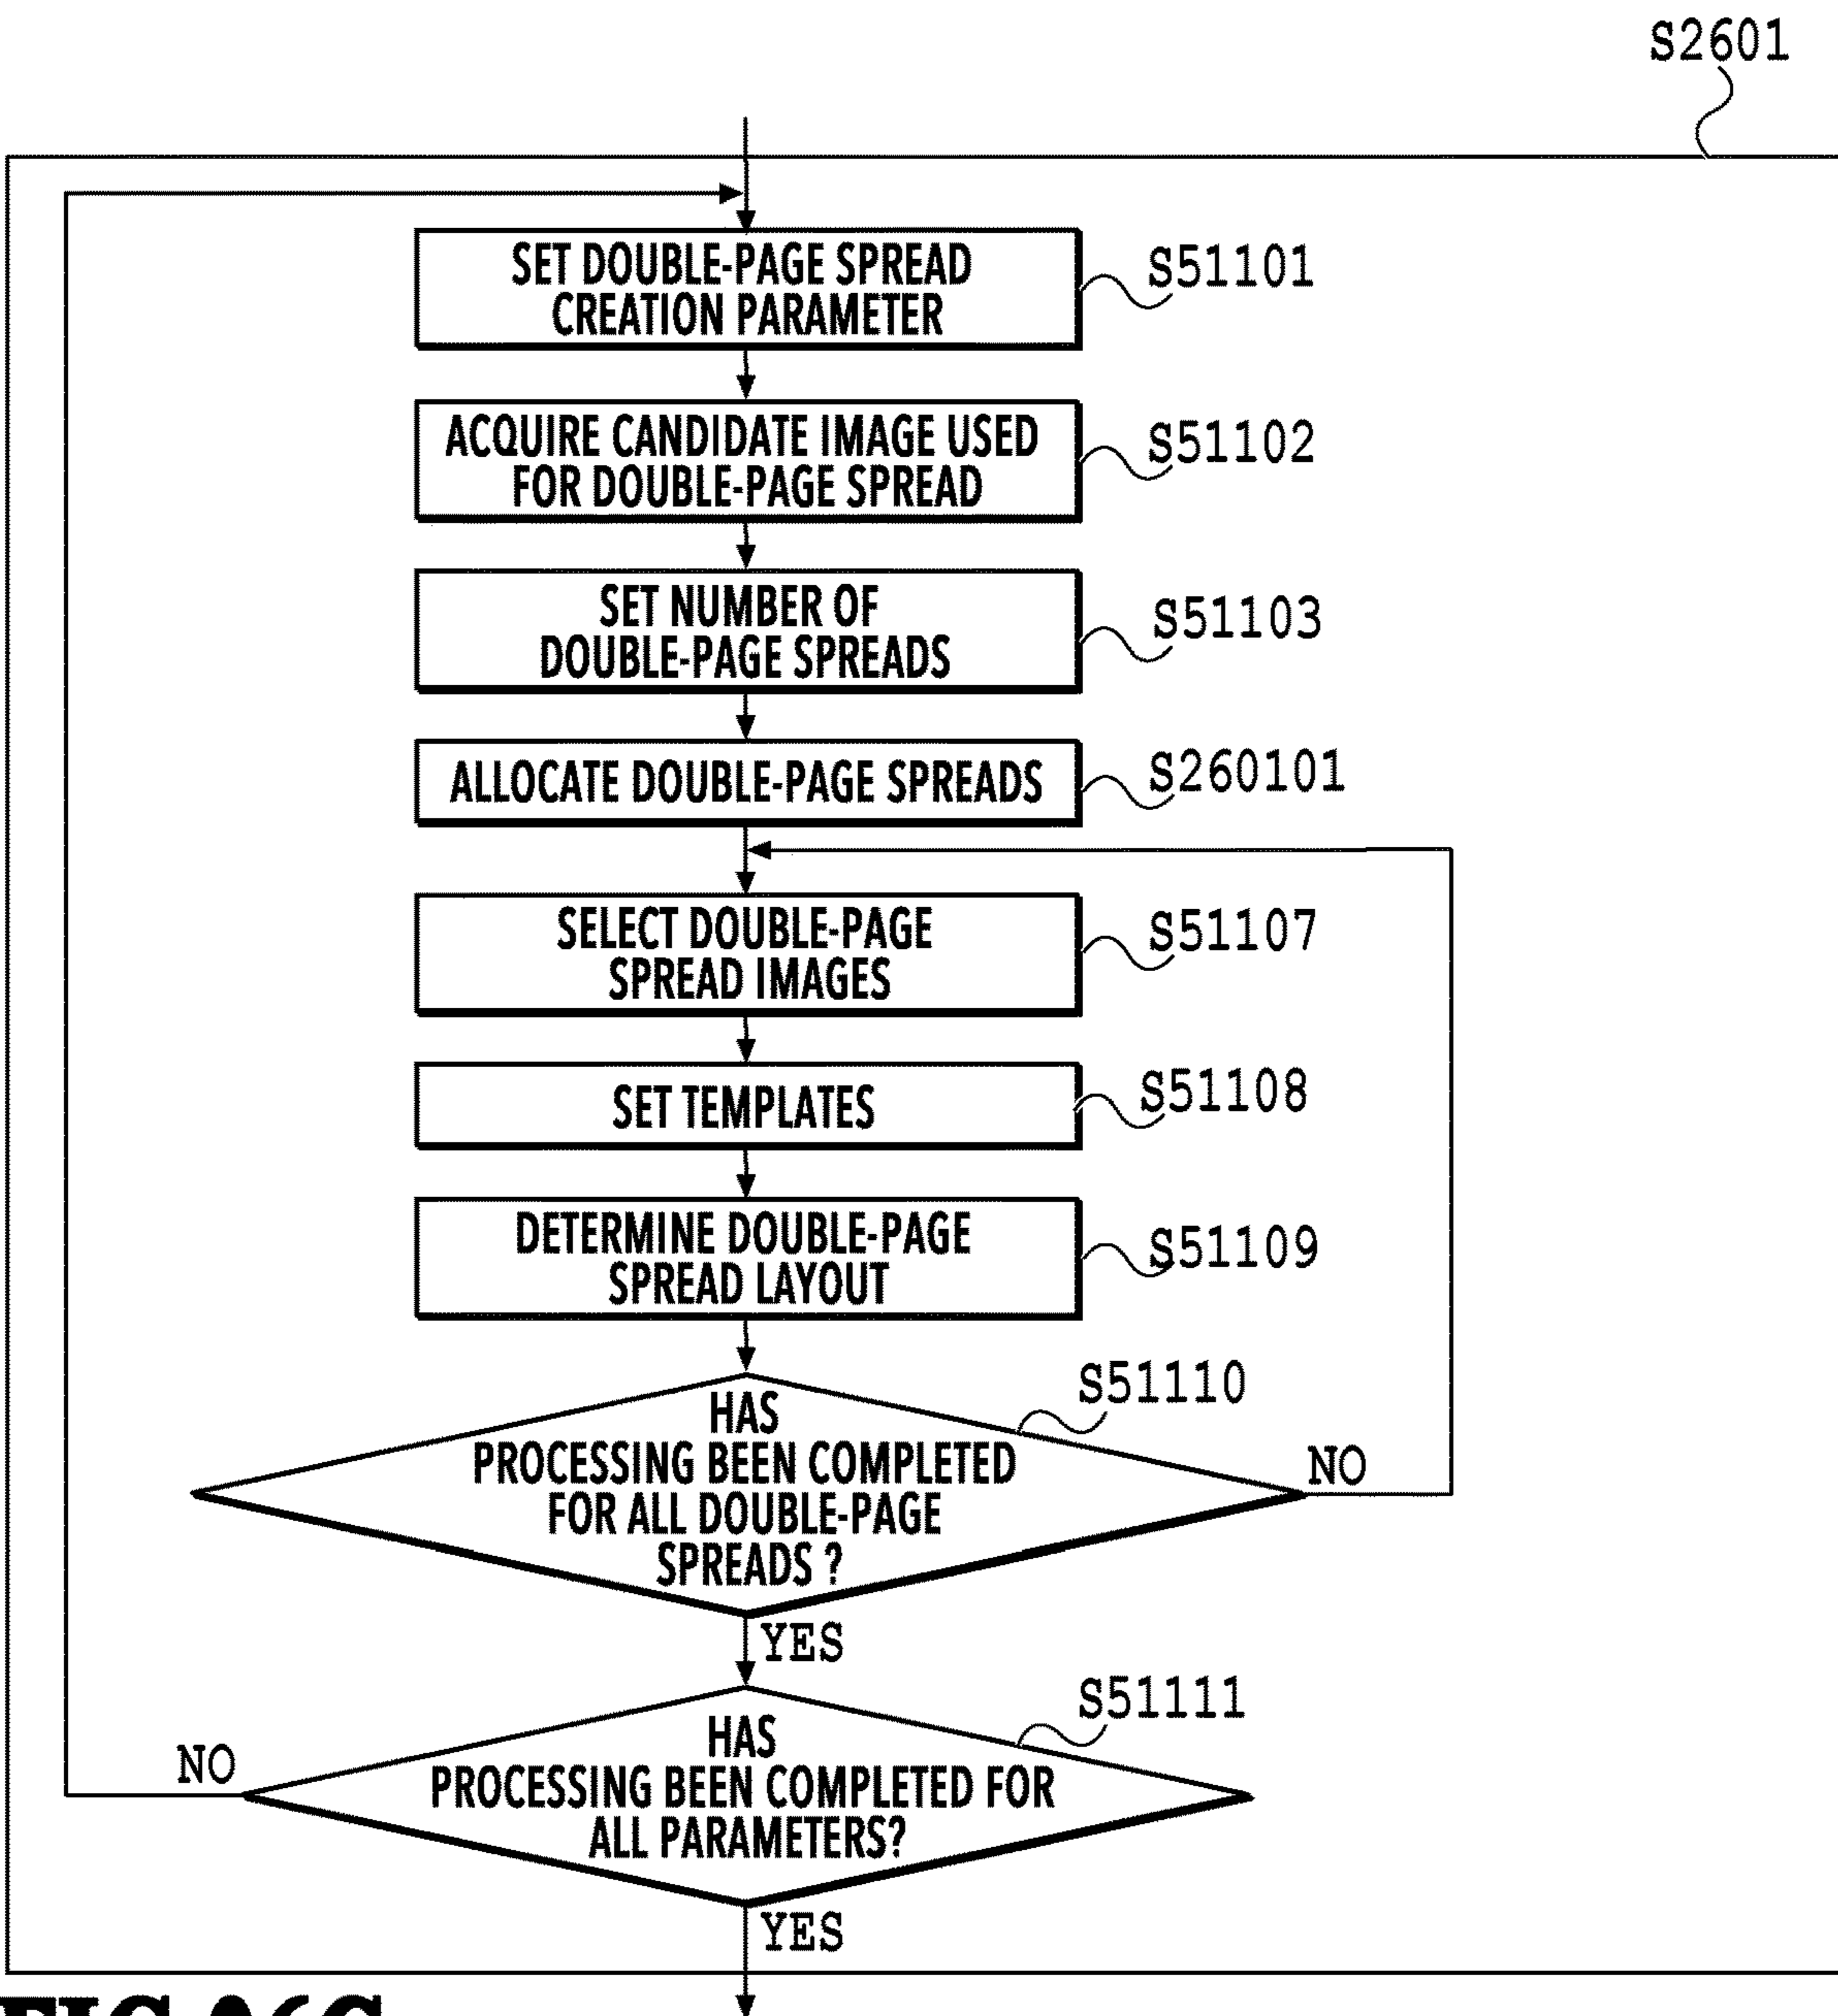 S2601
SET DOUBLE-PAGE SPREAD
CREATION PARAMETER
S51101
ACQUIRE CANDIDATE IMAGE USED
FOR DOUBLE-PAGE SPREAD
S51102
SET NUMBER OF
DOUBLE-PAGE SPREADS
S51103
ALLOCATE DOUBLE-PAGE SPREADS
S260101
SELECT DOUBLE-PAGE
SPREAD IMAGES
S51107
SET TEMPLATES
S51108
DETERMINE DOUBLE-PAGE
SPREAD LAYOUT
S51109
S51110
HAS
PROCESSING BEEN COMPLETED
FOR ALL DOUBLE-PAGE
SPREADS ?
NO
YES
S51111
HAS
PROCESSING BEEN COMPLETED FOR
ALL PARAMETERS?
NO
YES